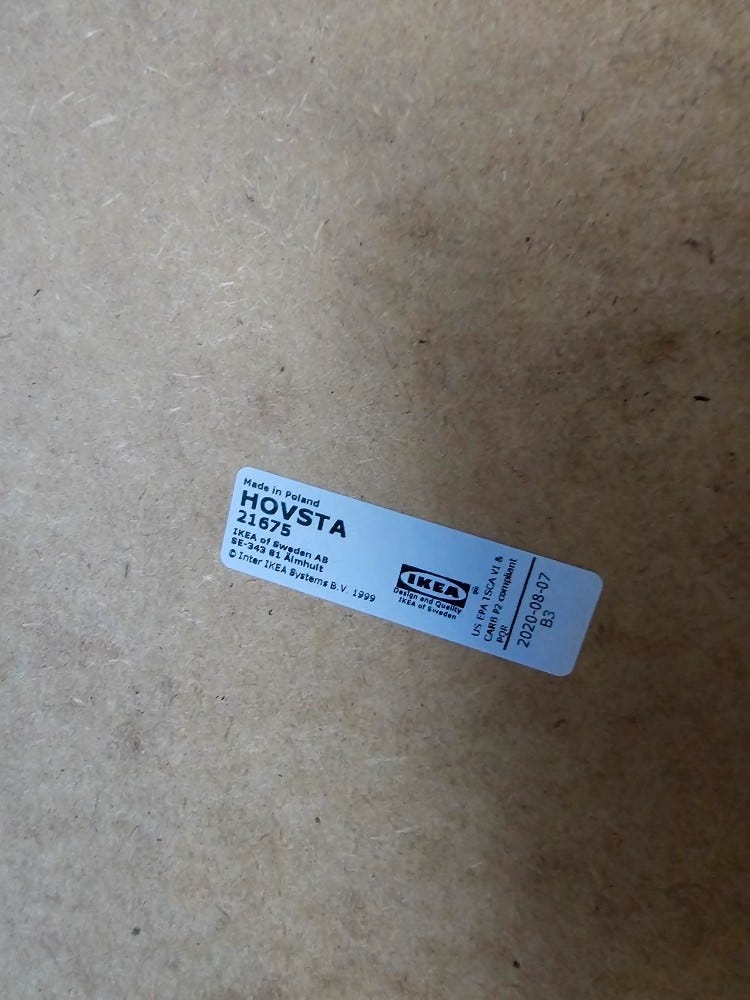 Made in Poland
HOVSTA
21675
IKEA of Sweden AB
SE-343 81 Älmhult
© Inter IKEA Systems B.V. 1999
IKEA®
Design and Quality
IKEA of Sweden
US EPA TSCA VI &
CARB P2 compliant
PQR
2020-08-07
B3